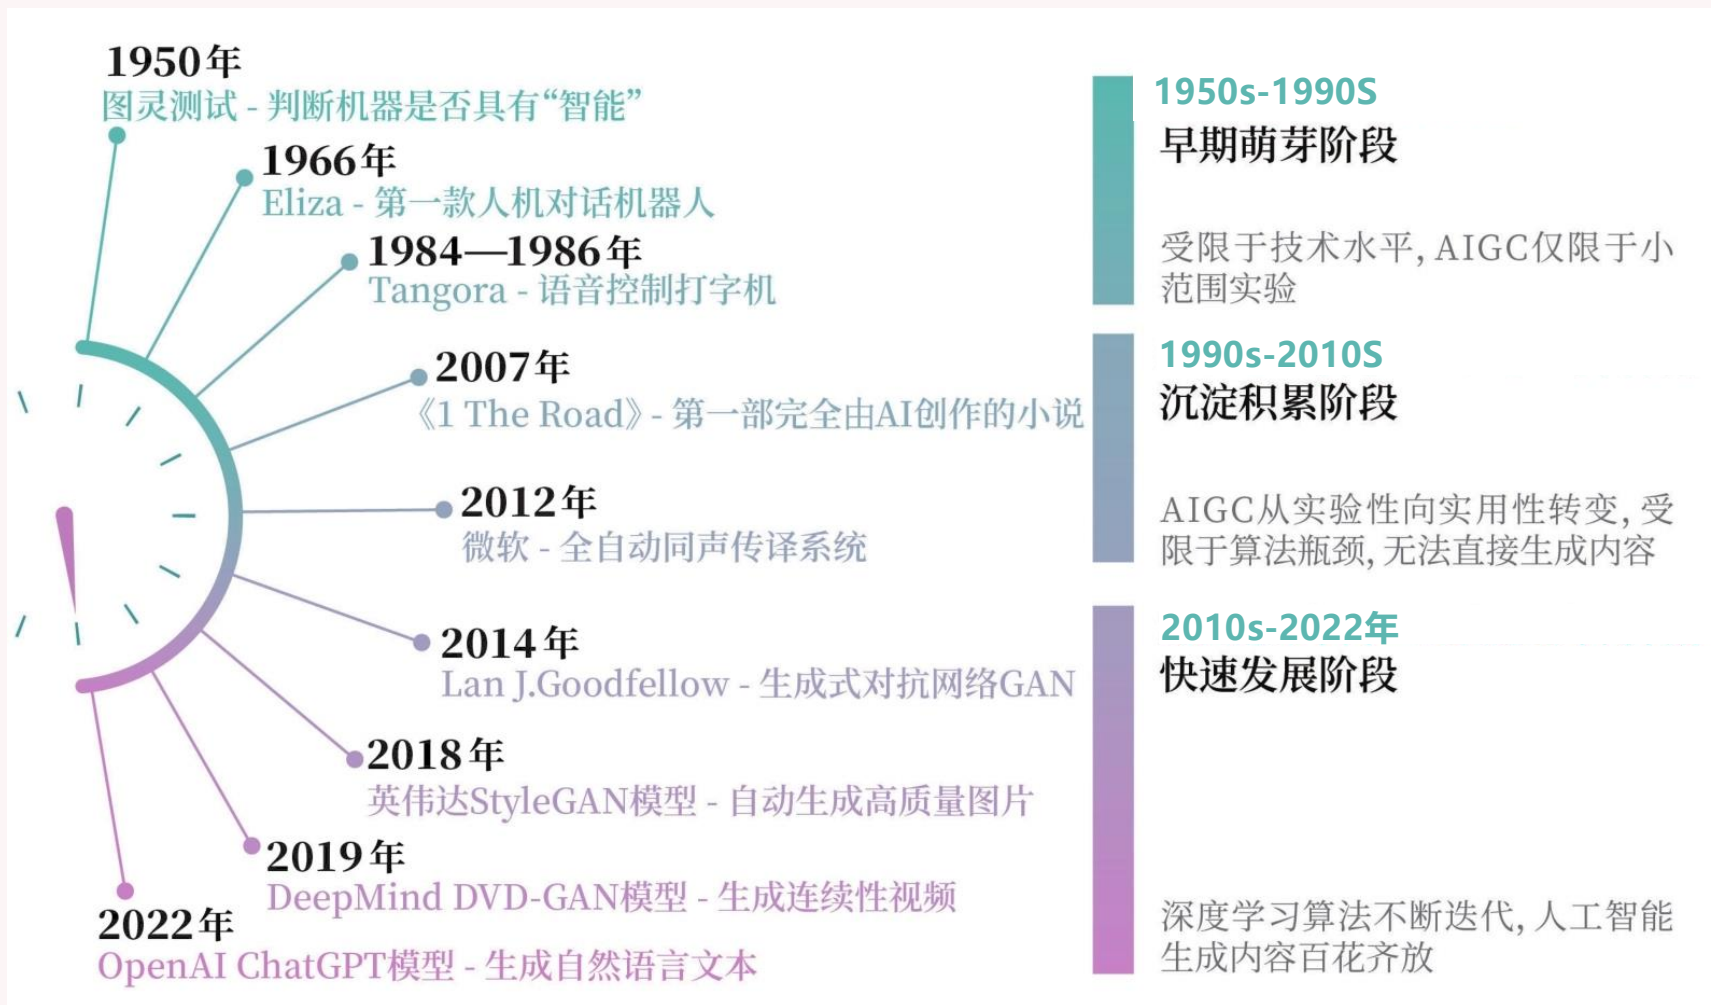 1950年
图灵测试 - 判断机器是否具有“智能”
1966年
Eliza - 第一款人机对话机器人
1984—1986年
Tangora - 语音控制打字机
2007年
《1 The Road》- 第一部完全由AI创作的小说
2012年
微软 - 全自动同声传译系统
2014年
Lan J.Goodfellow - 生成式对抗网络GAN
2018年
英伟达StyleGAN模型 - 自动生成高质量图片
2019年
DeepMind DVD-GAN模型 - 生成连续性视频
2022年
OpenAI ChatGPT模型 - 生成自然语言文本
1950s-1990S
早期萌芽阶段
受限于技术水平, AIGC仅限于小
范围实验
1990s-2010S
沉淀积累阶段
AIGC从实验性向实用性转变, 受
限于算法瓶颈, 无法直接生成内容
2010s-2022年
快速发展阶段
深度学习算法不断迭代, 人工智能
生成内容百花齐放